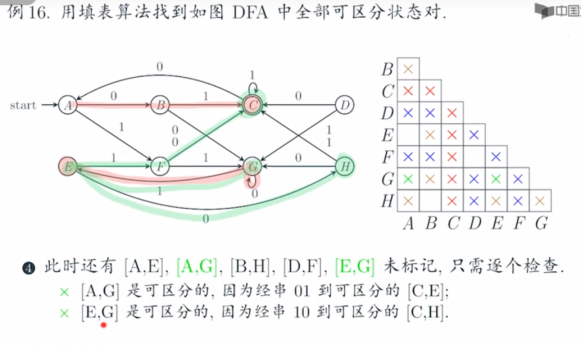 例 16. 用填表算法找到如图 DFA 中全部可区分状态对.
中国
0
1
start
A
0
B
1
C
0
D
1
0
0
1
1
E
1
F
1
G
0
H
1
0
0
B ×
C × ×
D × × ×
E × × ×
F × × × ×
G × × × × × ×
H × × × × × ×
A B C D E F G
❹ 此时还有 [A,E], [A,G], [B,H], [D,F], [E,G] 未标记, 只需逐个检查.
× [A,G] 是可区分的, 因为经串 01 到可区分的 [C,E];
× [E,G] 是可区分的, 因为经串 10 到可区分的 [C,H].